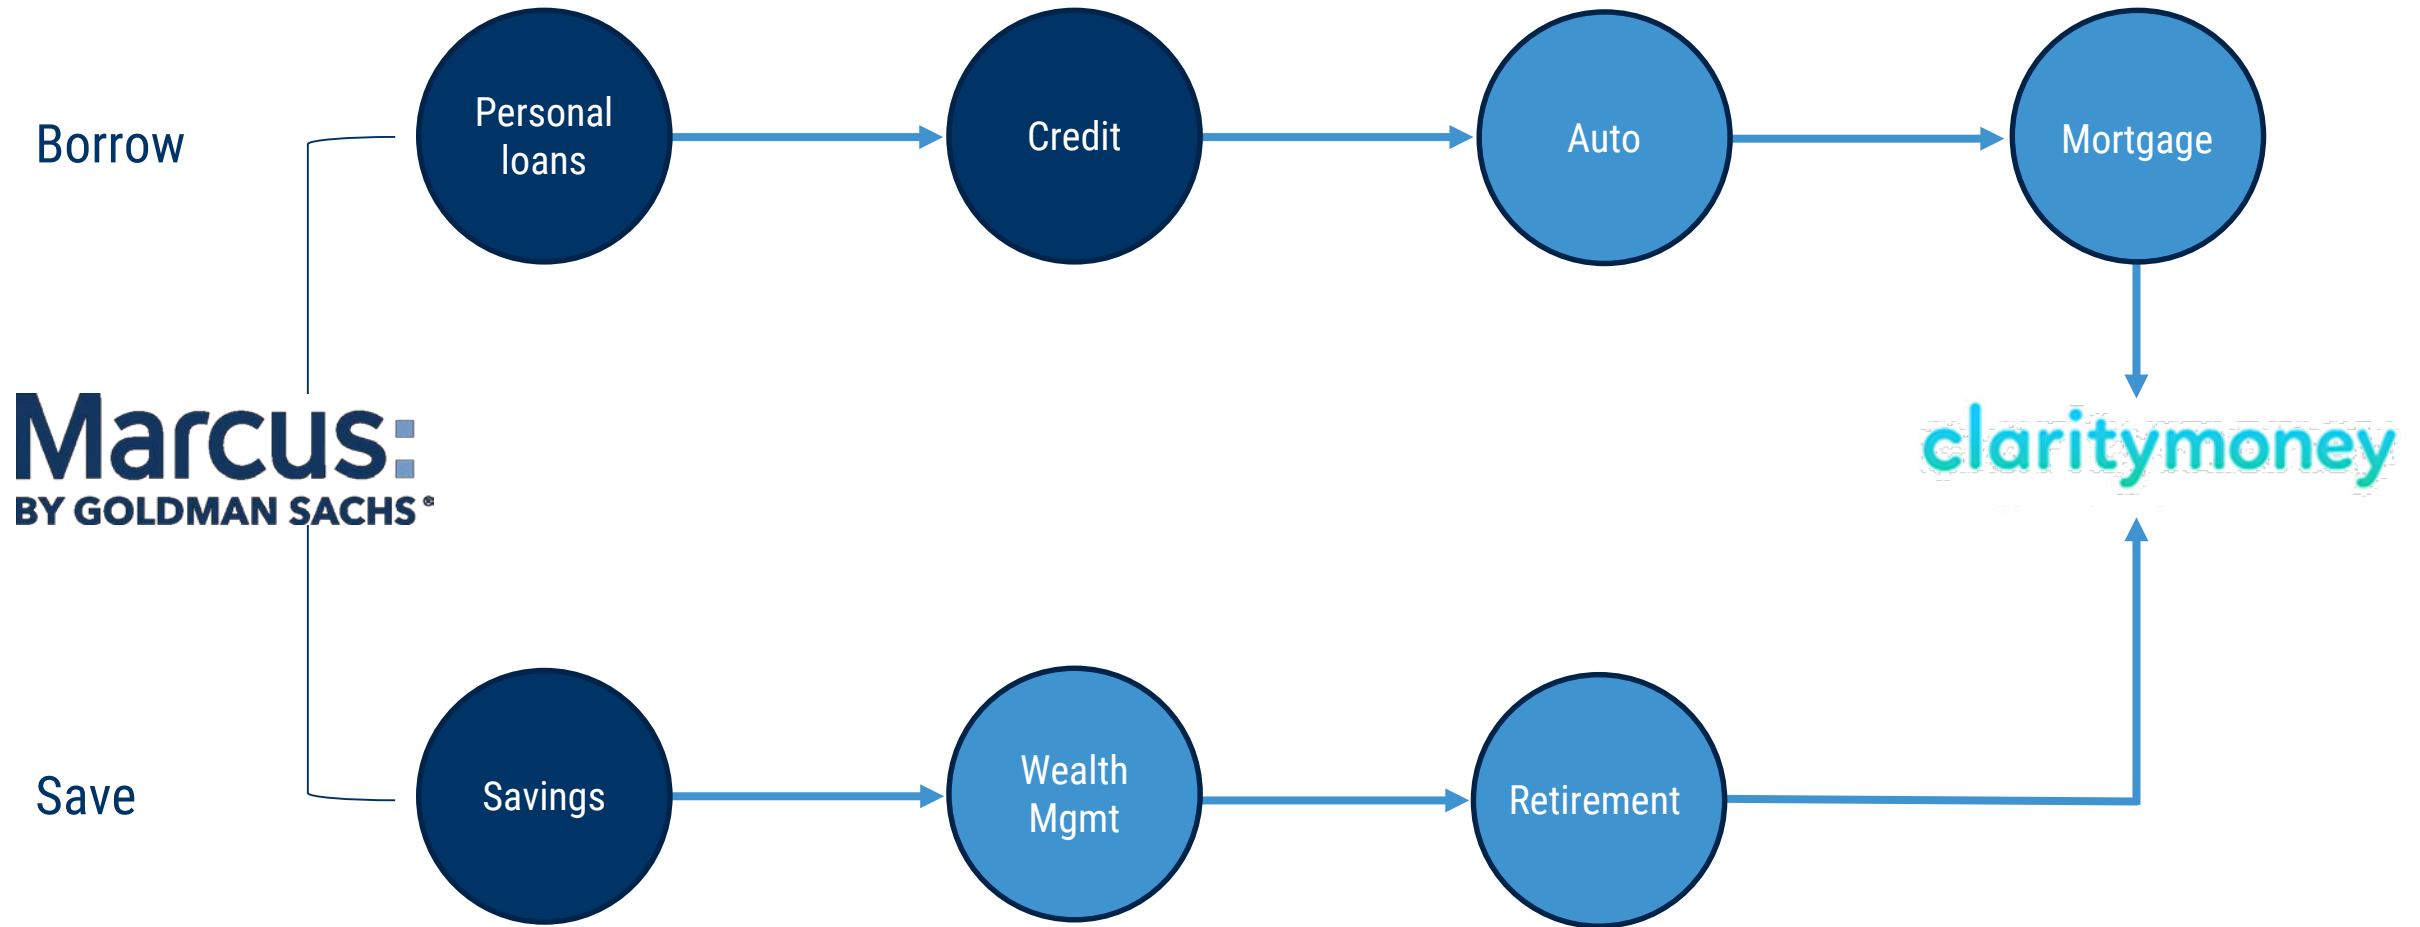 Borrow
Personal
loans
Credit
Auto
Mortgage
Marcus:
BY GOLDMAN SACHS®
claritymoney
Save
Savings
Wealth
Mgmt
Retirement